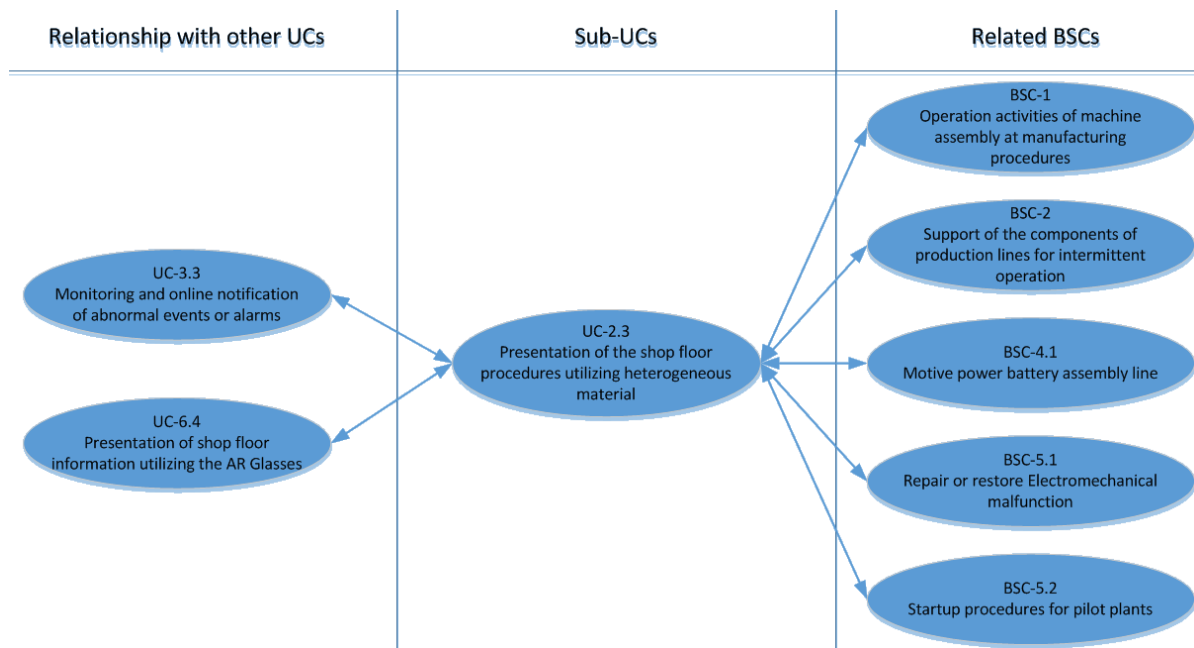 Relationship with other UCs
Sub-UCs
Related BSCs
UC-3.3
Monitoring and online notification
of abnormal events or alarms
UC-6.4
Presentation of shop floor
information utilizing the AR Glasses
UC-2.3
Presentation of the shop floor
procedures utilizing heterogeneous
material
BSC-1
Operation activities of machine
assembly at manufacturing
procedures
BSC-2
Support of the components of
production lines for intermittent
operation
BSC-4.1
Motive power battery assembly line
BSC-5.1
Repair or restore Electromechanical
malfunction
BSC-5.2
Startup procedures for pilot plants